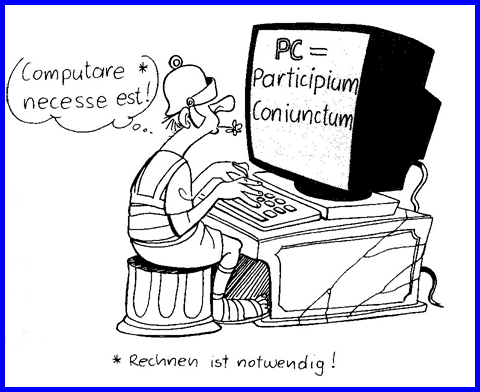 Computare *
necesse est!
PC =
Participium
Coniunctum
* Rechnen ist notwendig!